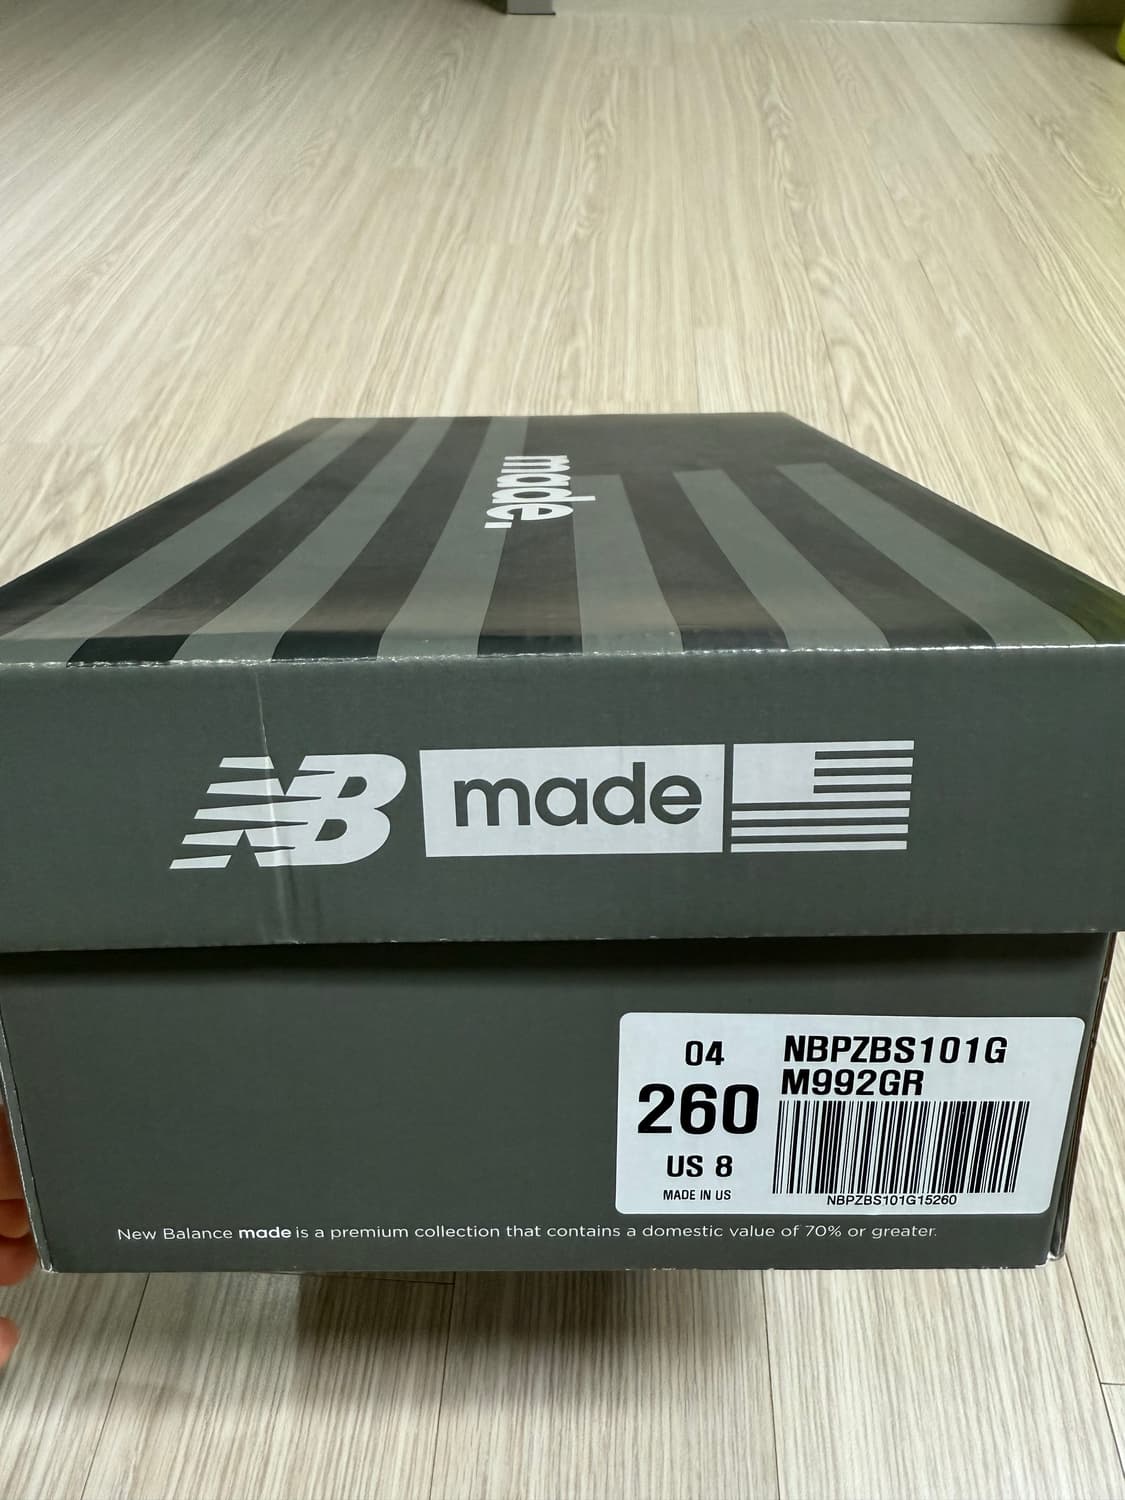 made.
NB made
04
260
US 8
MADE IN US
NBPZBS101G
M992GR
NBPZBS101G15260
New Balance made is a premium collection that contains a domestic value of 70% or greater.